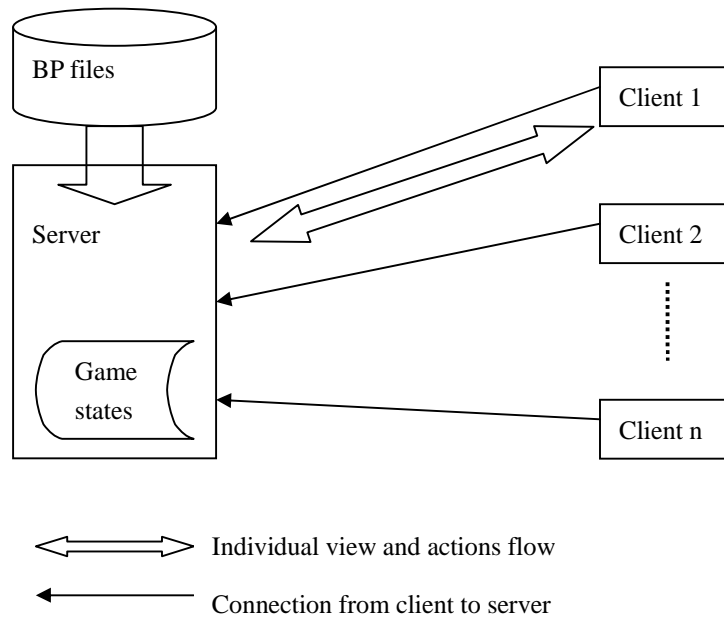 BP files
Client 1
Server
Client 2
Game
states
Client n
Individual view and actions flow
Connection from client to server